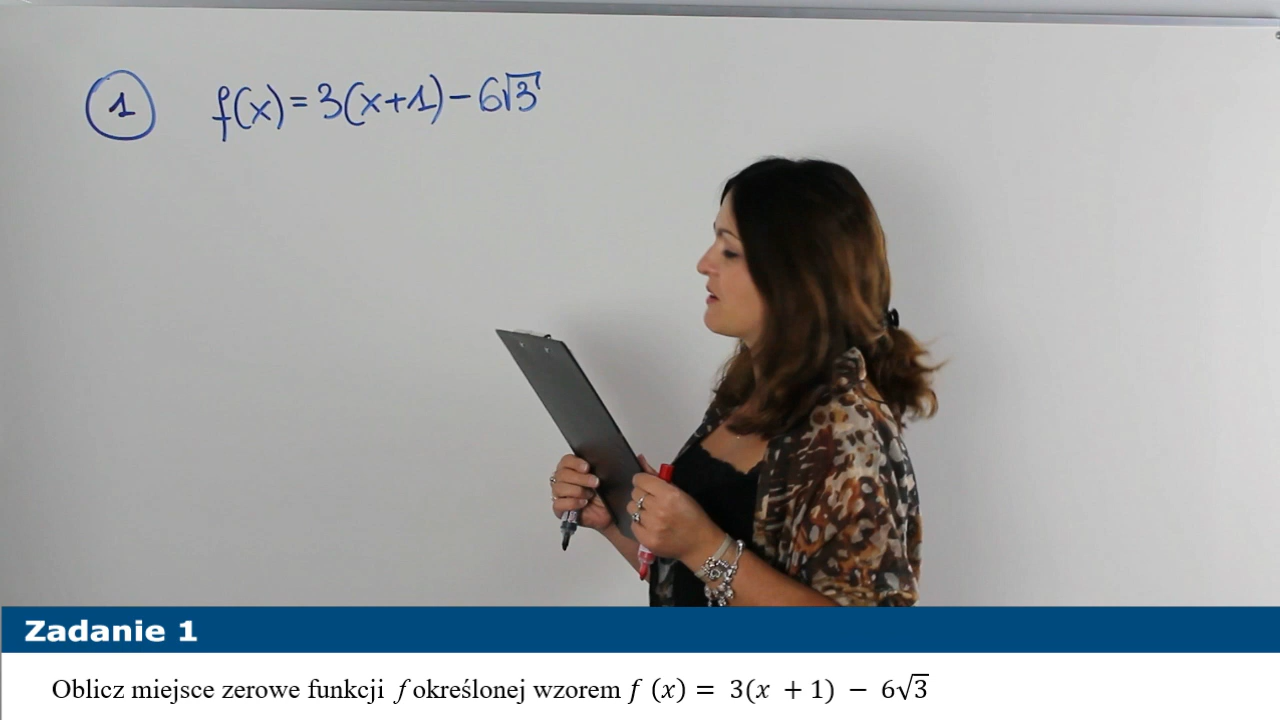 1 f(x)=3(x+1)-6√3
Zadanie 1
Oblicz miejsce zerowe funkcji f określonej wzorem f (x) = 3(x + 1) − 6√3